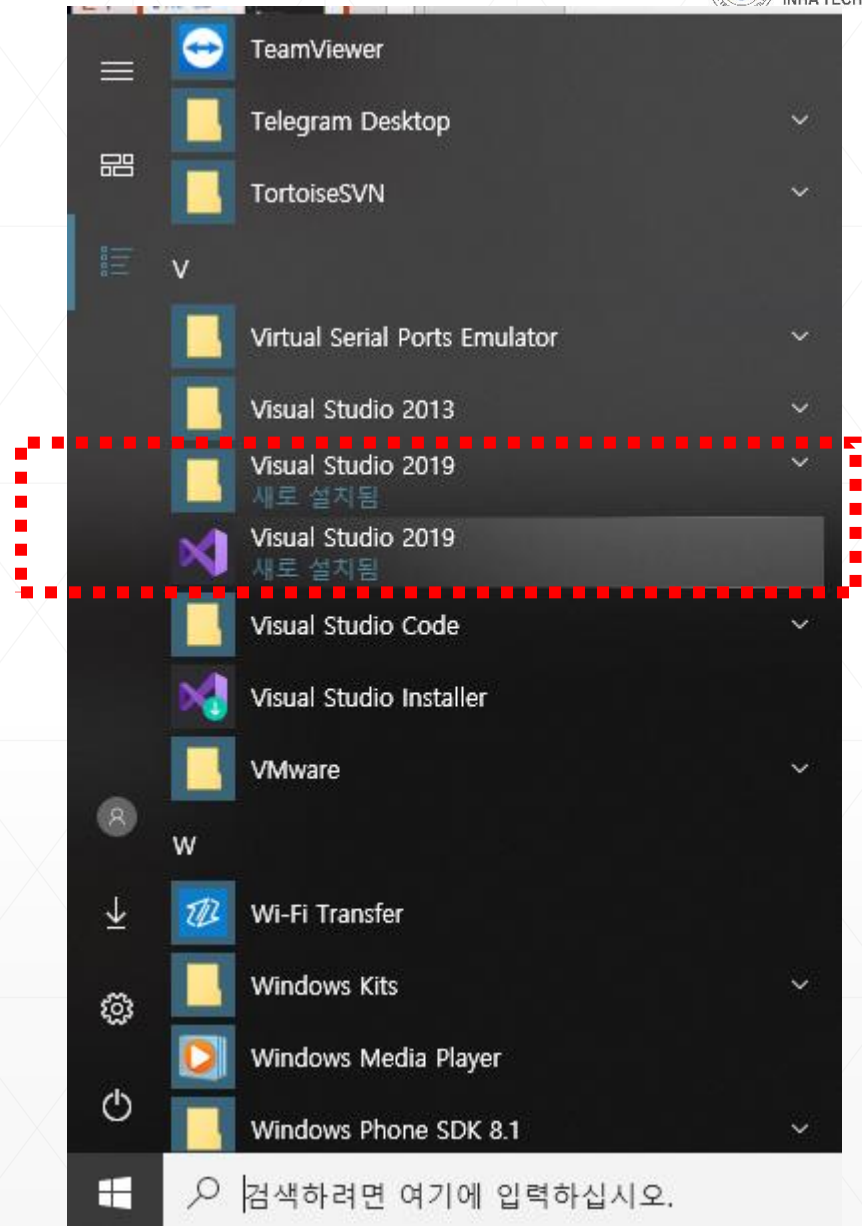 INHA TECH
TeamViewer
Telegram Desktop
TortoiseSVN
V
Virtual Serial Ports Emulator
Visual Studio 2013
Visual Studio 2019
새로 설치됨
Visual Studio 2019
새로 설치됨
Visual Studio Code
Visual Studio Installer
VMware
W
Wi-Fi Transfer
Windows Kits
Windows Media Player
Windows Phone SDK 8.1
검색하려면 여기에 입력하십시오.